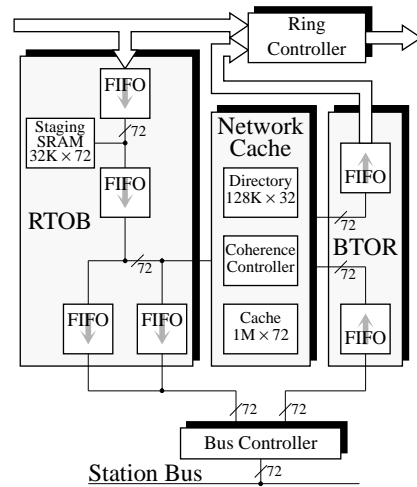 Ring
Controller
FIFO
72
Staging
SRAM
32K × 72
FIFO
RTOB
72
FIFO
FIFO
Network
Cache
Directory
128K × 32
Coherence
Controller
Cache
1M × 72
FIFO
72
BTOR
72
FIFO
72
72
Bus Controller
Station Bus
72